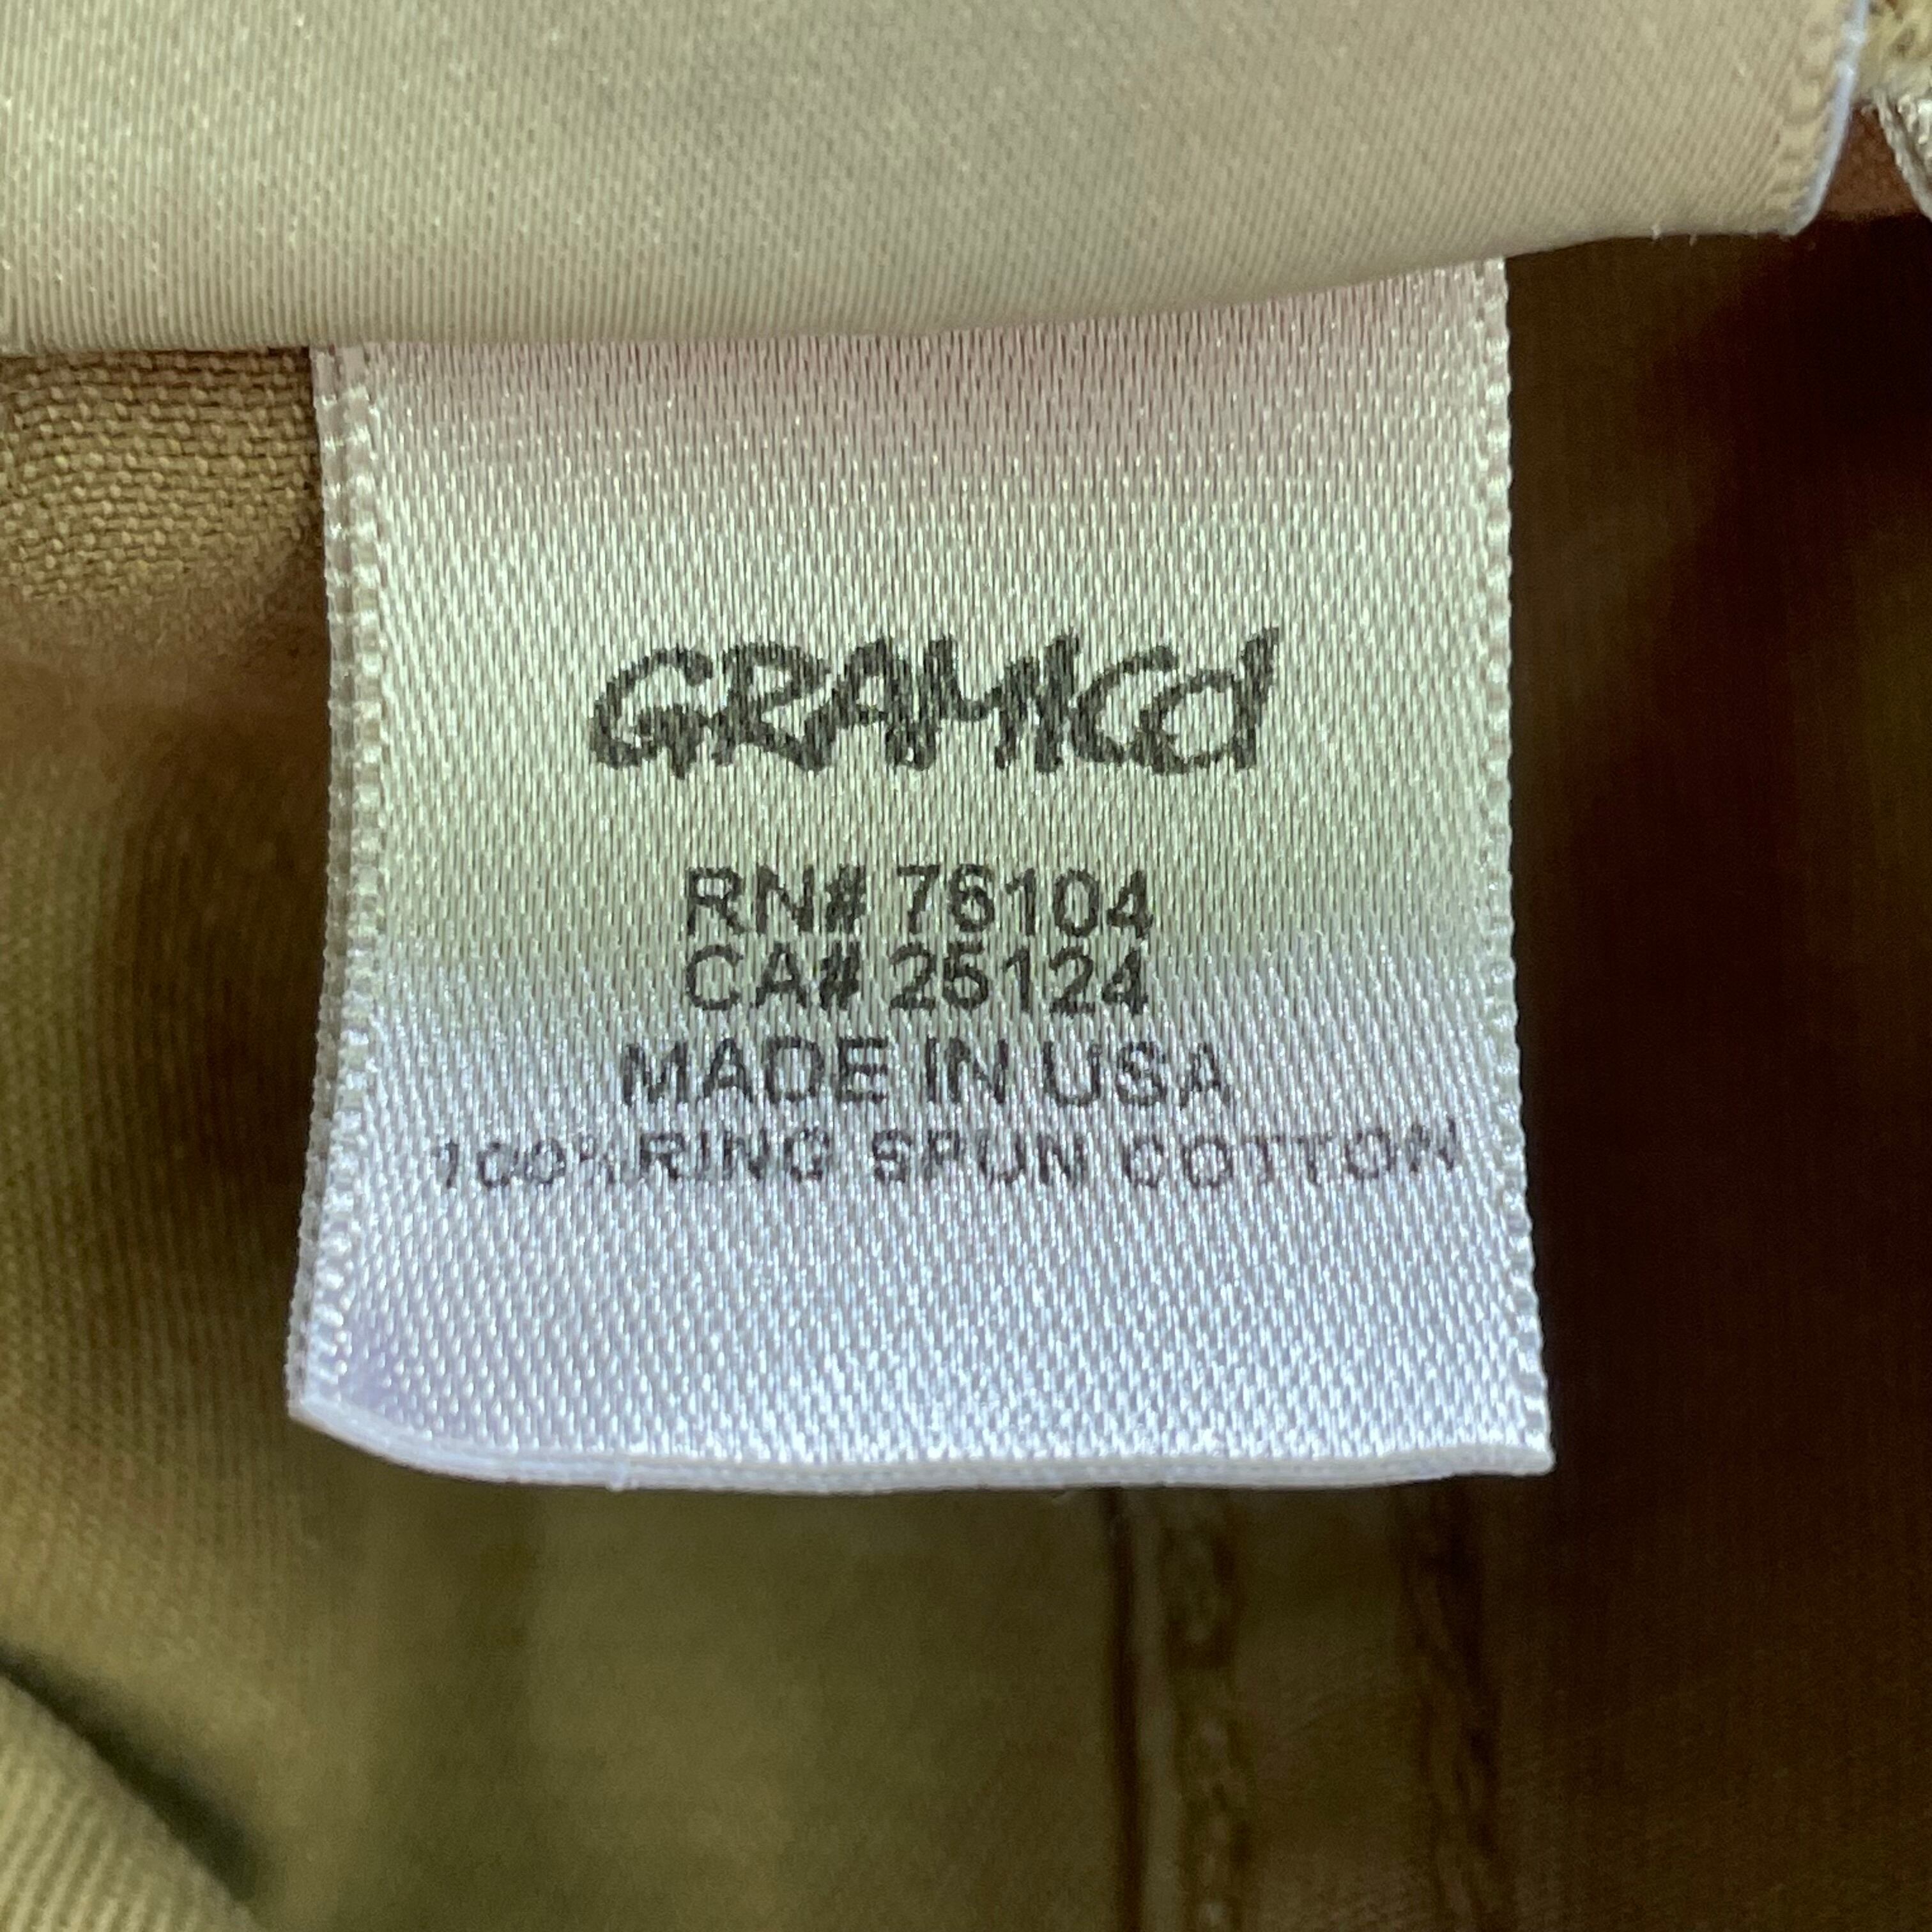 GRAMiCCi
RN# 76104
CA# 25124
MADE IN USA
100% RING SPUN COTTON